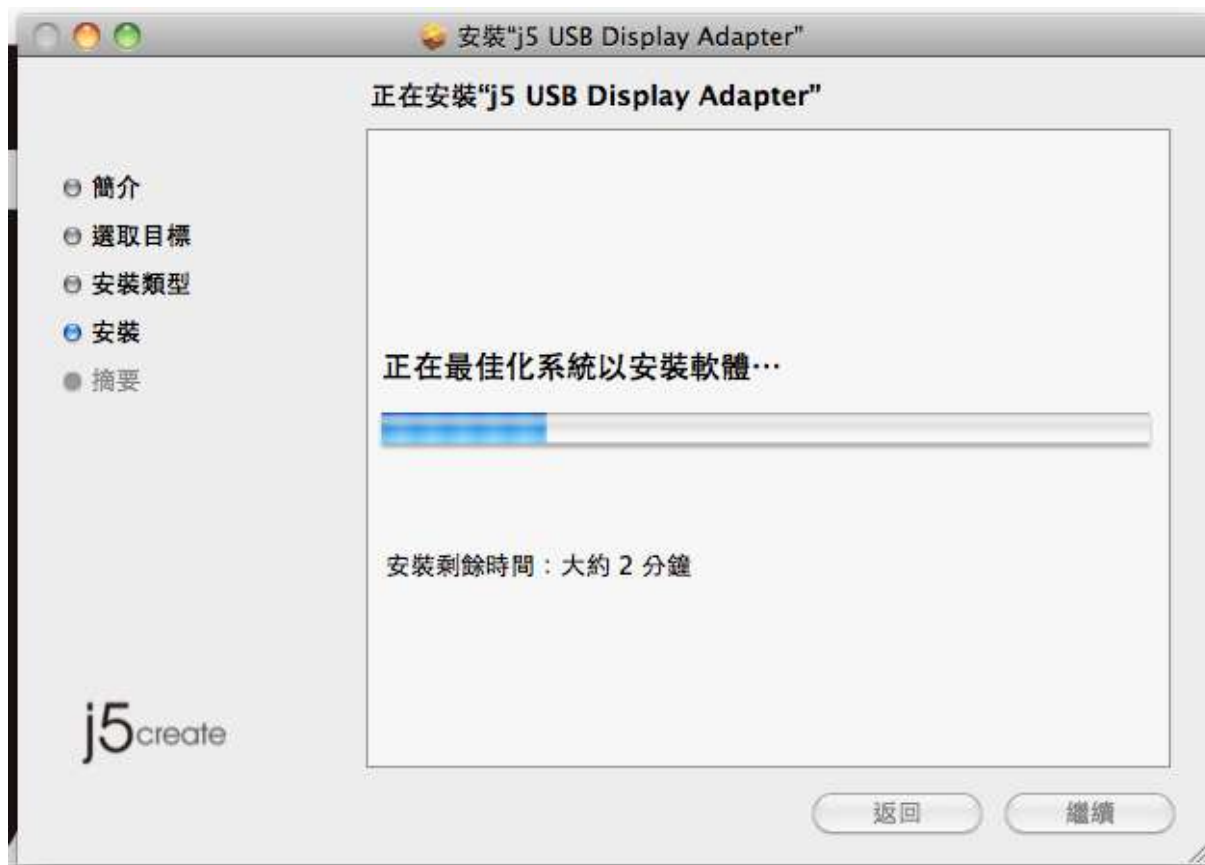 安裝“j5 USB Display Adapter”
正在安裝“j5 USB Display Adapter”
簡介
選取目標
安裝類型
安裝
摘要
正在最佳化系統以安裝軟體⋯
安裝剩餘時間：大約 2 分鐘
j5create
返回
繼續